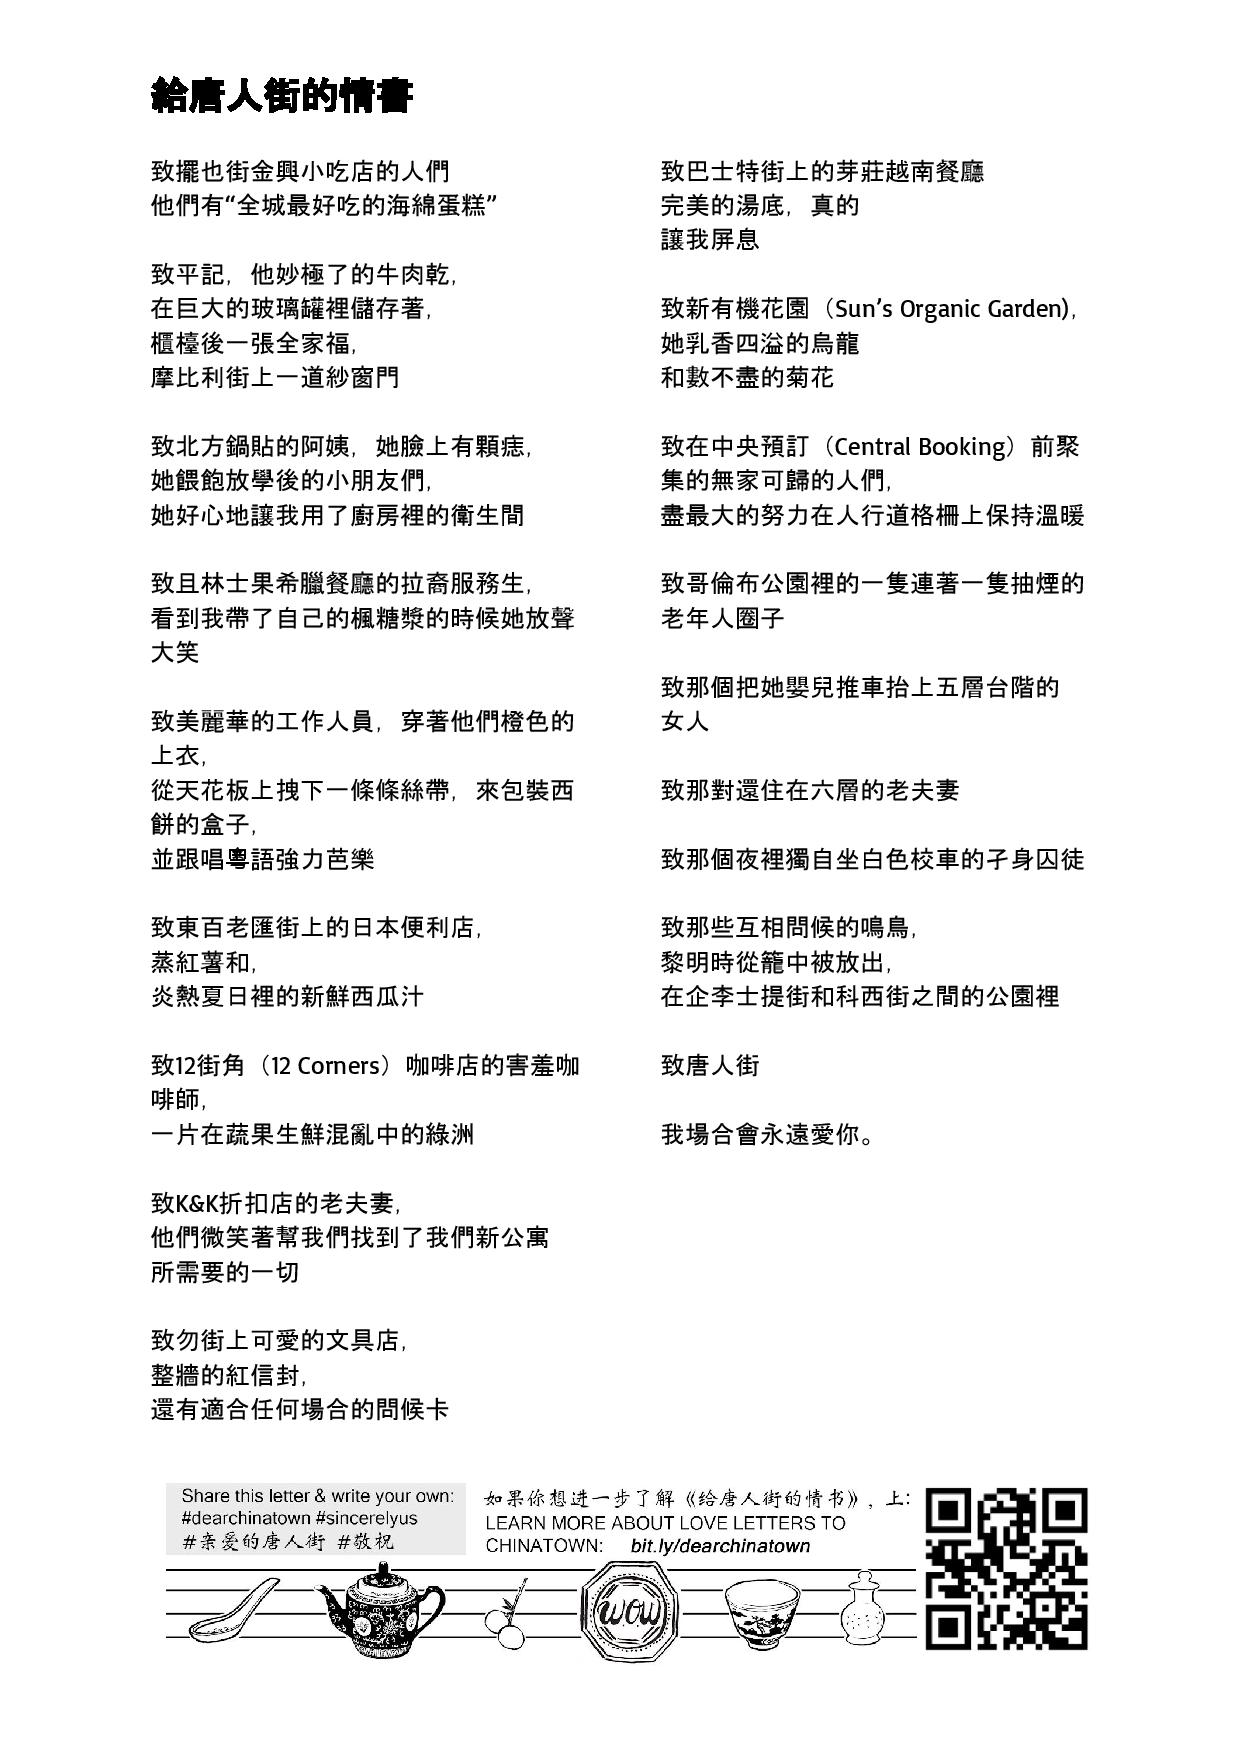 給唐人街的情書
致擺也街金興小吃店的人們
他們有“全城最好吃的海綿蛋糕”
致平記，他妙極了的牛肉乾，
在巨大的玻璃罐裡儲存著，
櫃檯後一張全家福，
摩比利街上一道紗窗門
致北方鍋貼的阿姨，她臉上有顆痣，
她餵飽放學後的小朋友們，
她好心地讓我用了廚房裡的衛生間
致且林士果希臘餐廳的拉裔服務生，
看到我帶了自己的楓糖漿的時候她放聲
大笑
致美麗華的工作人員，穿著他們橙色的
上衣，
從天花板上拽下一條條絲帶，來包裝西
餅的盒子，
並跟唱粵語強力芭樂
致東百老匯街上的日本便利店，
蒸紅薯和，
炎熱夏日裡的新鮮西瓜汁
致12街角（12 Corners）咖啡店的害羞咖
啡師，
一片在蔬果生鮮混亂中的綠洲
致K&K折扣店的老夫妻，
他們微笑著幫我們找到了我們新公寓
所需要的一切
致勿街上可愛的文具店，
整牆的紅信封，
還有適合任何場合的問候卡
致巴士特街上的芽莊越南餐廳
完美的湯底，真的
讓我屏息
致新有機花園（Sun’s Organic Garden)，
她乳香四溢的烏龍
和數不盡的菊花
致在中央預訂（Central Booking）前聚
集的無家可歸的人們，
盡最大的努力在人行道格柵上保持溫暖
致哥倫布公園裡的一隻連著一隻抽煙的
老年人圈子
致那個把她嬰兒推車抬上五層台階的
女人
致那對還住在六層的老夫妻
致那個夜裡獨自坐白色校車的孑身囚徒
致那些互相問候的鳴鳥，
黎明時從籠中被放出，
在企李士提街和科西街之間的公園裡
致唐人街
我場合會永遠愛你。
Share this letter & write your own:
#dearchinatown #sincerelyus
#亲爱的唐人街 #敬祝
如果你想进一步了解《给唐人街的情书》，上:
LEARN MORE ABOUT LOVE LETTERS TO
CHINATOWN: bit.ly/dearchinatown
WOW